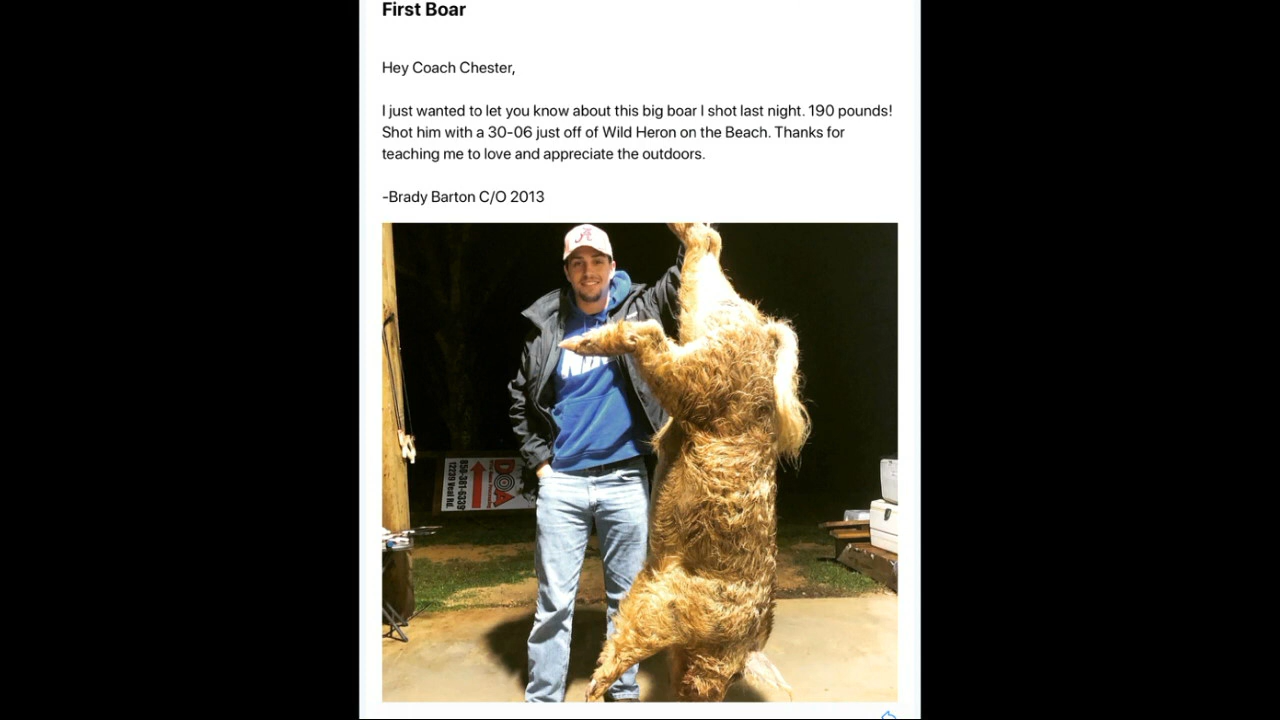 First Boar
Hey Coach Chester,
I just wanted to let you know about this big boar I shot last night. 190 pounds!
Shot him with a 30-06 just off of Wild Heron on the Beach. Thanks for
teaching me to love and appreciate the outdoors.
-Brady Barton C/O 2013
A
DOA